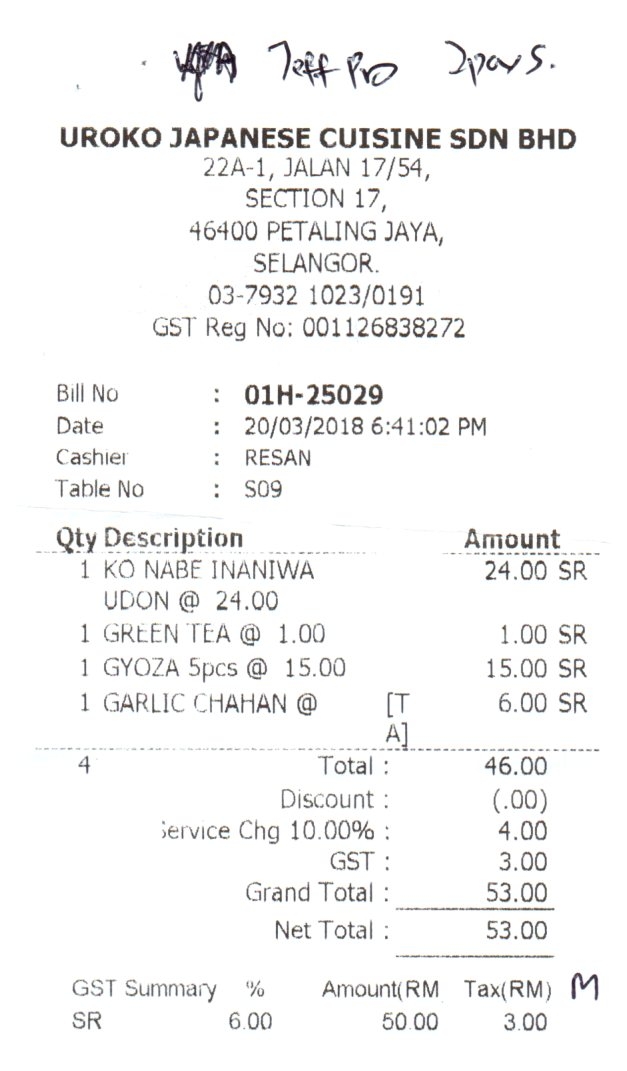 Jeff Pro
UROKO JAPANESE CUISINE SDN BHD
22A-1, JALAN 17/54,
SECTION 17,
46400 PETALING JAYA,
SELANGOR.
03-7932 1023/0191
GST Reg No: 001126838272
Bill No : 01H-25029
Date : 20/03/2018 6:41:02 PM
Cashier : RESAN
Table No : S09
Qty Description Amount
1 KO NABE INANIWA 24.00 SR
UDON @ 24.00
1 GREEN TEA @ 1.00 1.00 SR
1 GYOZA 5pcs @ 15.00 15.00 SR
1 GARLIC CHAHAN @ [T 6.00 SR
A]
4 Total : 46.00
Discount : (.00)
Service Chg 10.00% : 4.00
GST : 3.00
Grand Total : 53.00
Net Total : 53.00
GST Summary % Amount(RM Tax(RM) M
SR 6.00 50.00 3.00